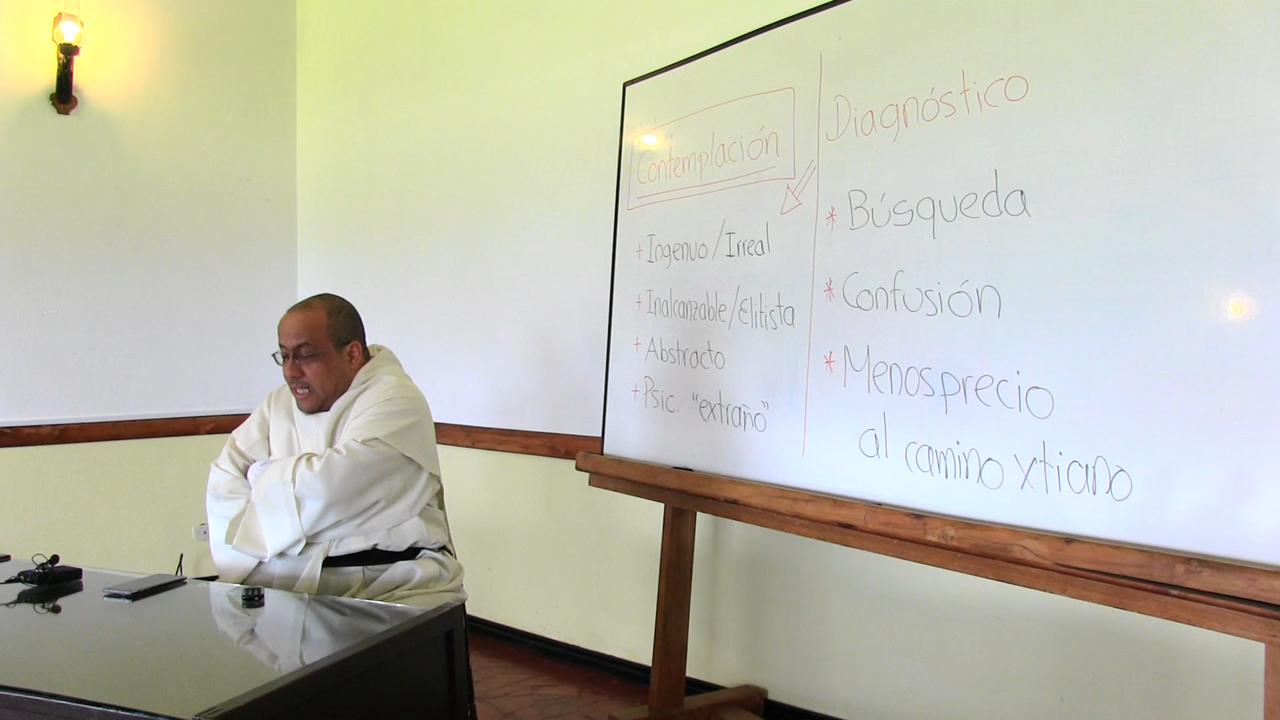 Contemplación
+ Ingenuo/Irreal
+ Inalcanzable/Elitista
+ Abstracto
+ Psic. "extraño"
Diagnóstico
* Búsqueda
* Confusión
* Menosprecio
al camino xtiano